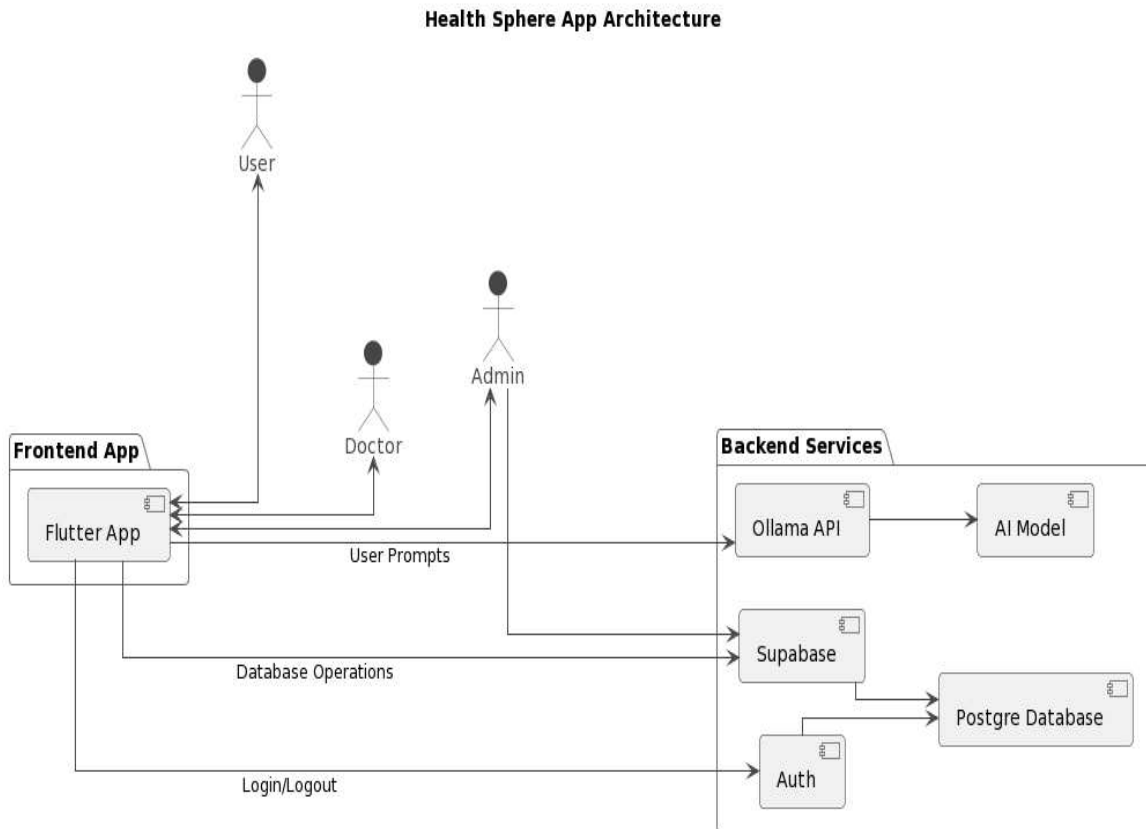 Health Sphere App Architecture
User
Admin
Doctor
Frontend App
Backend Services
Flutter App
Ollama API
AI Model
User Prompts
Supabase
Database Operations
Postgre Database
Auth
Login/Logout